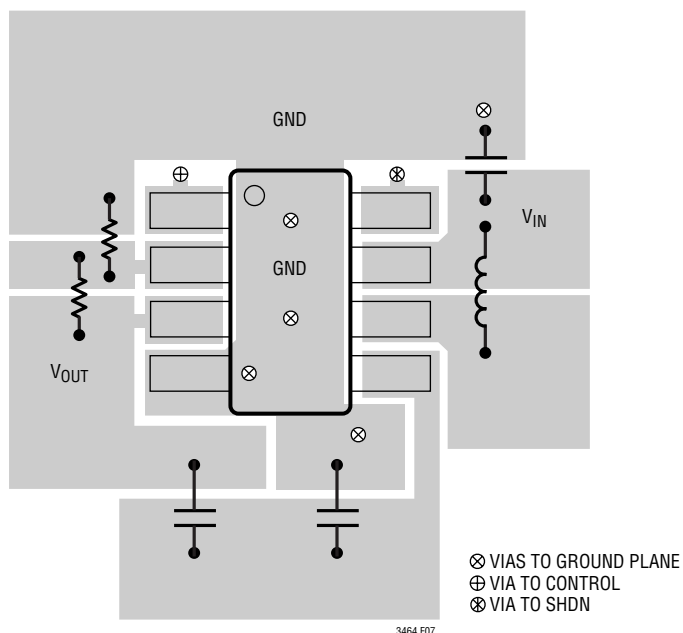 GND
V_IN
GND
V_OUT
⊗ VIAS TO GROUND PLANE
⊕ VIA TO CONTROL
VIA TO SHDN
3464 F07